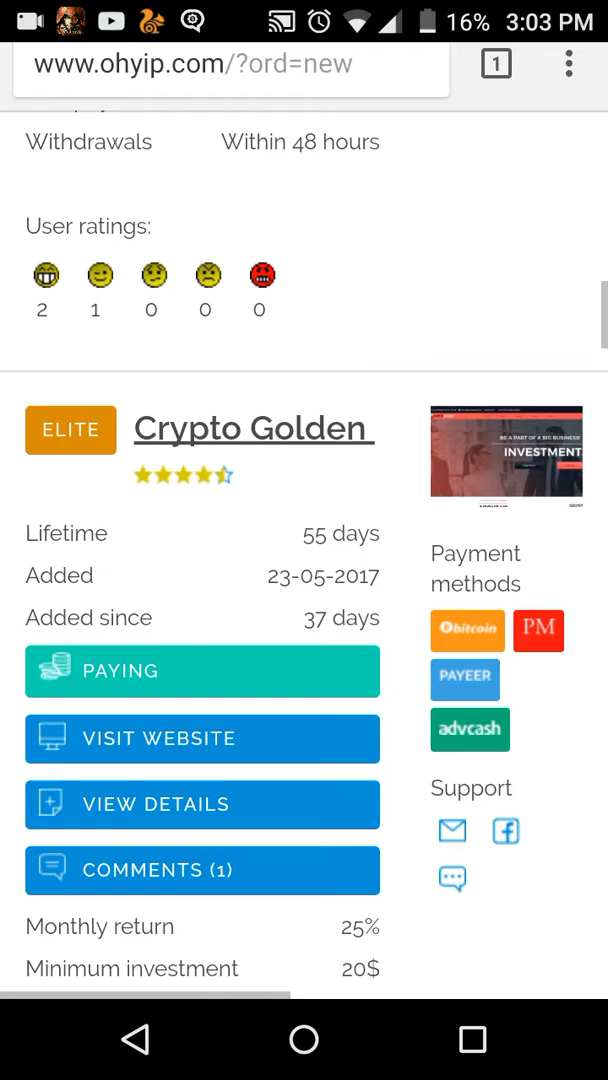 16% 3:03 PM
www.ohyip.com/?ord=new
1
Withdrawals Within 48 hours
User ratings:
2 1 0 0 0
ELITE Crypto Golden
BE A PART OF A BIG BUSINESS!
INVESTMENT
Lifetime 55 days
Added 23-05-2017
Added since 37 days
PAYING
VISIT WEBSITE
VIEW DETAILS
COMMENTS (1)
Monthly return 25%
Minimum investment 20$
Payment
methods
bitcoin PM
PAYEER
advcash
Support